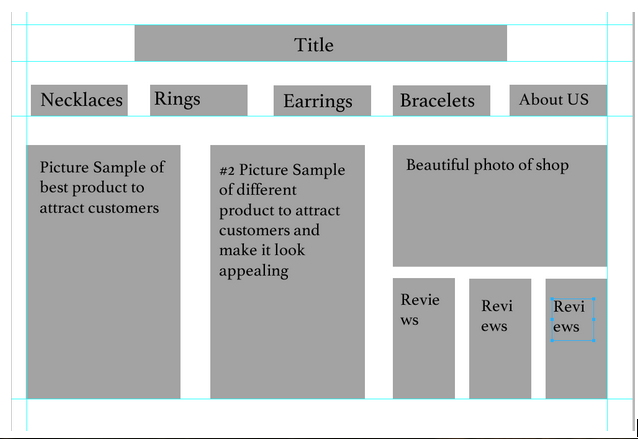 Title
Necklaces
Rings
Earrings
Bracelets
About US
Picture Sample of
best product to
attract customers
#2 Picture Sample
of different
product to attract
customers and
make it look
appealing
Beautiful photo of shop
Revie
ws
Revi
ews
Revi
ews